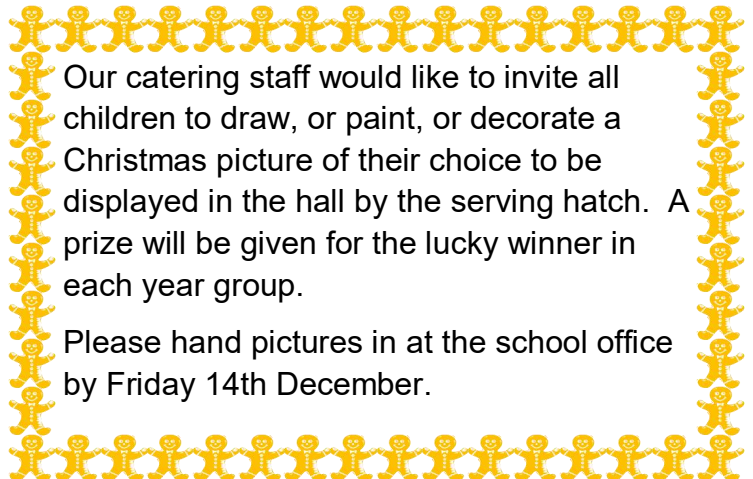 Our catering staff would like to invite all
children to draw, or paint, or decorate a
Christmas picture of their choice to be
displayed in the hall by the serving hatch.  A
prize will be given for the lucky winner in
each year group.
Please hand pictures in at the school office
by Friday 14th December.